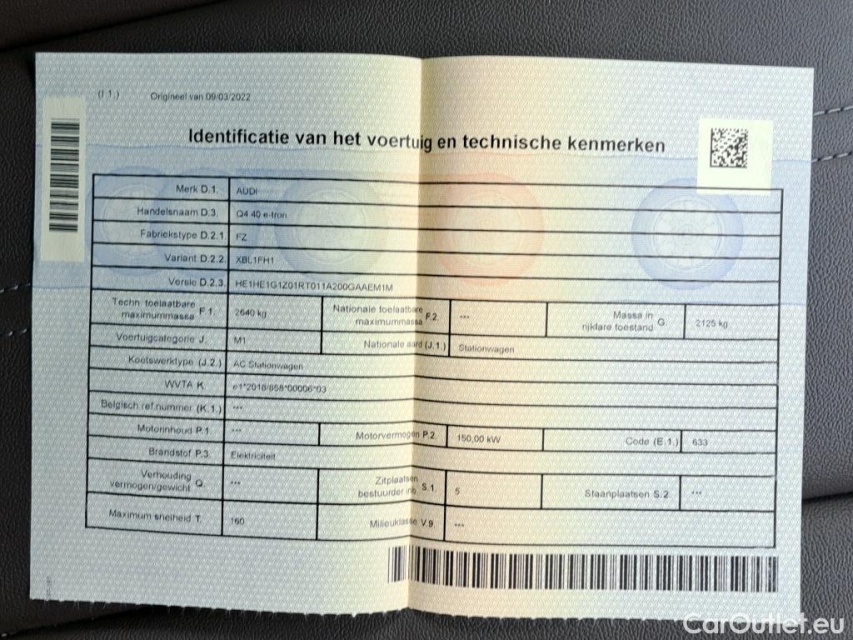 (I.1.) Origineel van 09/03/2022
Identificatie van het voertuig en technische kenmerken
Merk D.1. AUDI
Handelsnaam D.3. Q4 40 e-tron
Fabriekstype D.2.1. FZ
Variant D.2.2. XBL1FH1
Versie D.2.3. HE1HE1G1Z01RT011A200GAAEM1M
Techn. toelaatbare maximummassa F.1. 2640 kg Nationale toelaatbare maximummassa F.2. --- Massa in rijklare toestand G. 2125 kg
Voertuigcategorie J. M1 Nationale aard (J.1.) Stationwagen
Koetswerktype (J.2.) AC Stationwagen
WVTA K. e1*2018/858*00006*03
Belgisch ref.nummer (K.1.) ---
Motorinhoud P.1. --- Motorvermogen P.2. 150,00 kW Code (E.1.) 633
Brandstof P.3. Elektriciteit
Verhouding vermogen/gewicht Q. --- Zitplaatsen bestuurder inb. S.1. 5 Staanplaatsen S.2. ---
Maximum snelheid T. 160 Milieuklasse V.9. ---
CarOutlet.eu